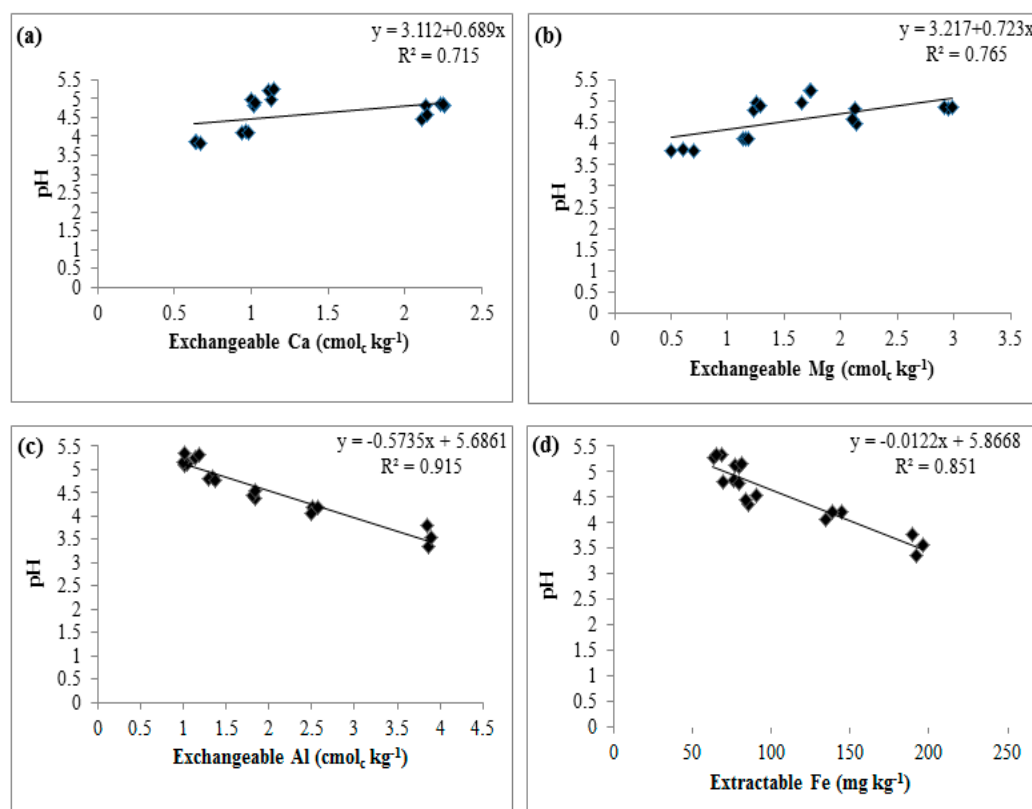 (a)
y = 3.112+0.689x
R² = 0.715
5.5
5
4.5
4
3.5
3
2.5
2
1.5
1
0.5
0
pH
0 0.5 1 1.5 2 2.5
Exchangeable Ca (cmolc kg⁻¹)
(b)
y = 3.217+0.723x
R² = 0.765
5.5
5
4.5
4
3.5
3
2.5
2
1.5
1
0.5
0
pH
0 0.5 1 1.5 2 2.5 3 3.5
Exchangeable Mg (cmolc kg⁻¹)
(c)
y = -0.5735x + 5.6861
R² = 0.915
5.5
5
4.5
4
3.5
3
2.5
2
1.5
1
0.5
0
pH
0 0.5 1 1.5 2 2.5 3 3.5 4 4.5
Exchangeable Al (cmolc kg⁻¹)
(d)
y = -0.0122x + 5.8668
R² = 0.851
5.5
5
4.5
4
3.5
3
2.5
2
1.5
1
0.5
0
pH
0 50 100 150 200 250
Extractable Fe (mg kg⁻¹)